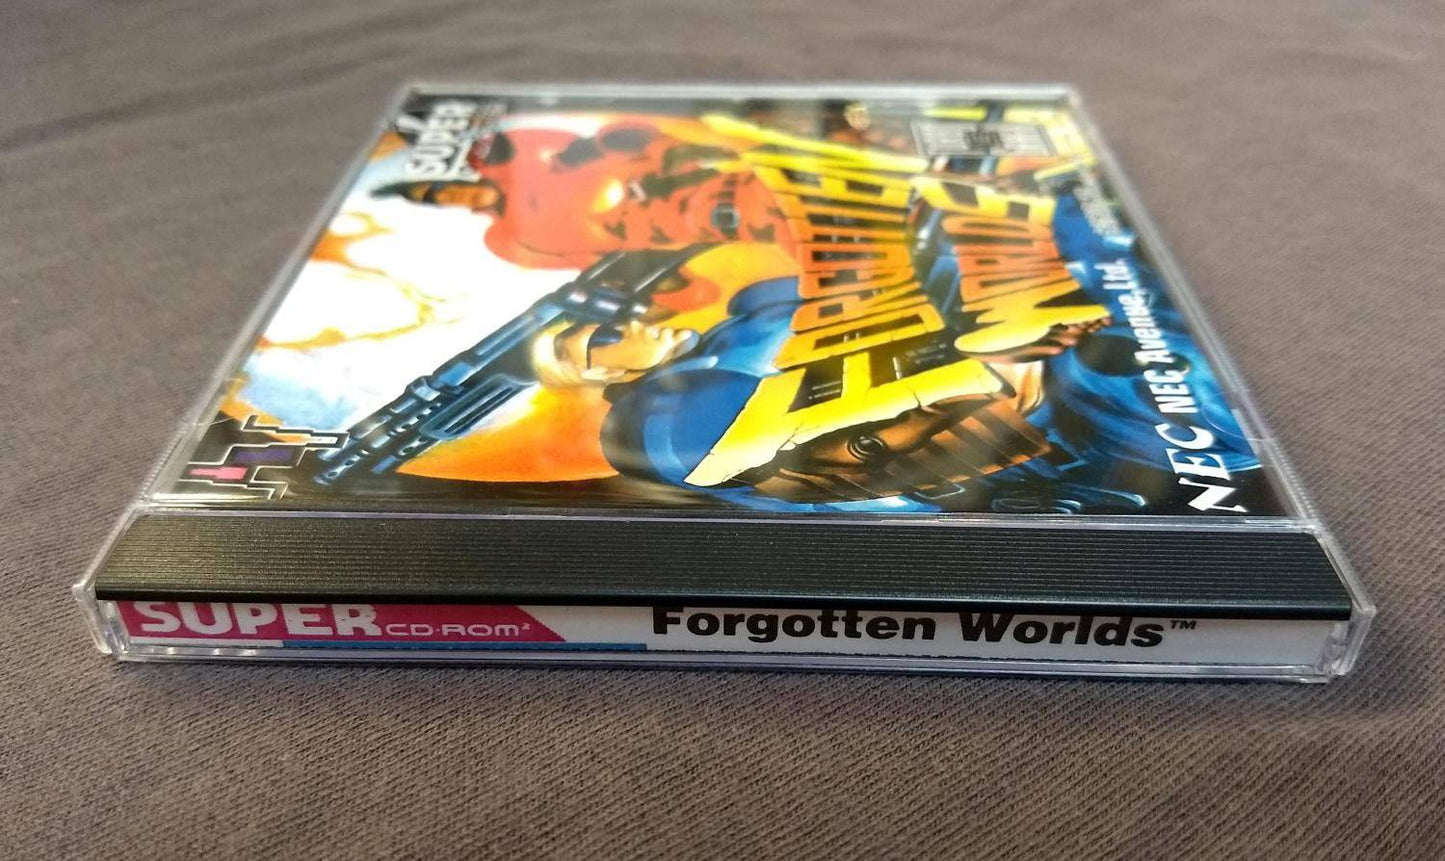 SUPER
FORGOTTEN
WORLDS
NEC NEC Avenue, Ltd.
SUPER CD-ROM² Forgotten Worlds™